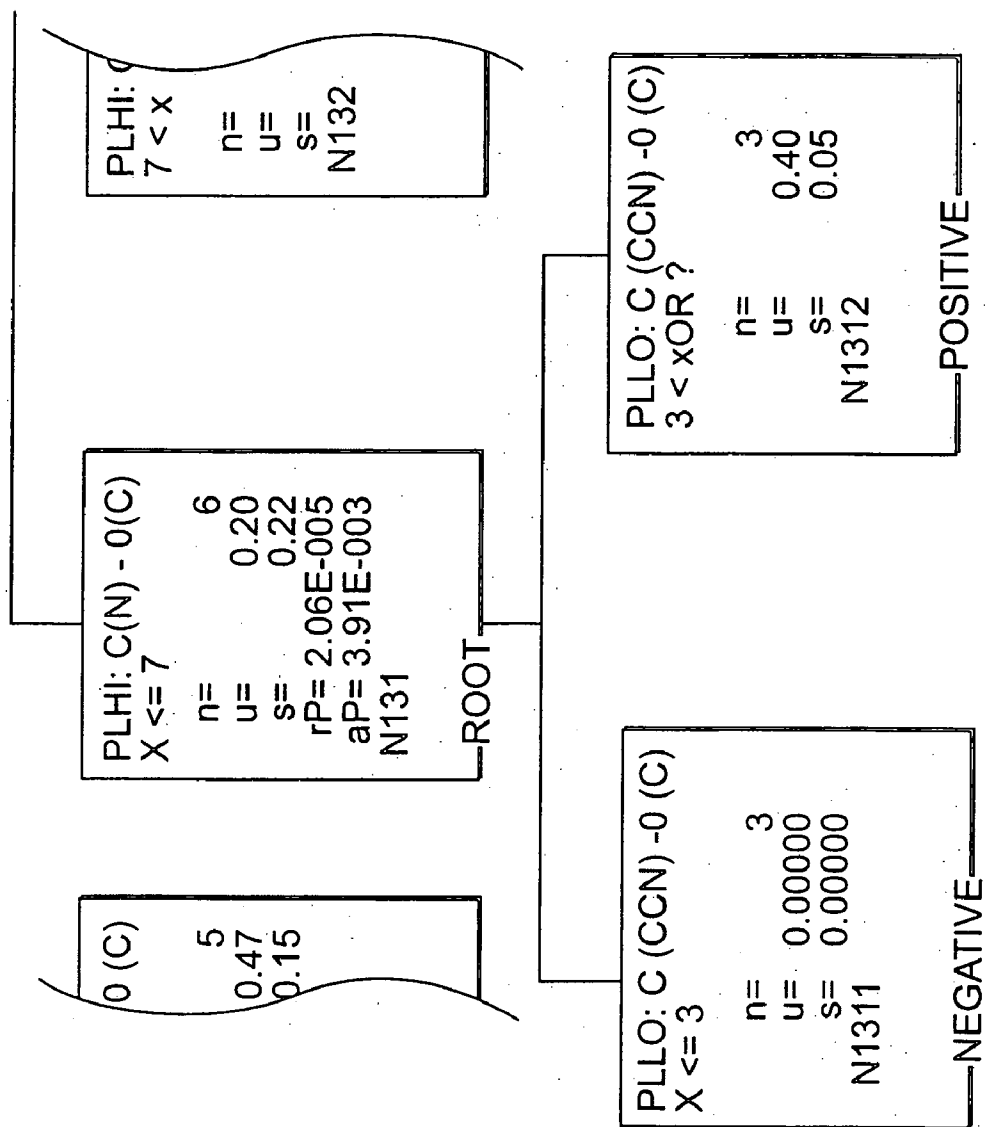 0 (C)
5
0.47
0.15
PLHI: C(N) - 0(C)
X <= 7
n= 6
u= 0.20
s= 0.22
rP= 2.06E-005
aP= 3.91E-003
N131
ROOT
PLHI:
7 < x
n=
u=
s=
N132
PLLO: C (CCN) -0 (C)
X <= 3
n= 3
u= 0.00000
s= 0.00000
N1311
NEGATIVE
PLLO: C (CCN) -0 (C)
3 < xOR ?
n= 3
u= 0.40
s= 0.05
N1312
POSITIVE